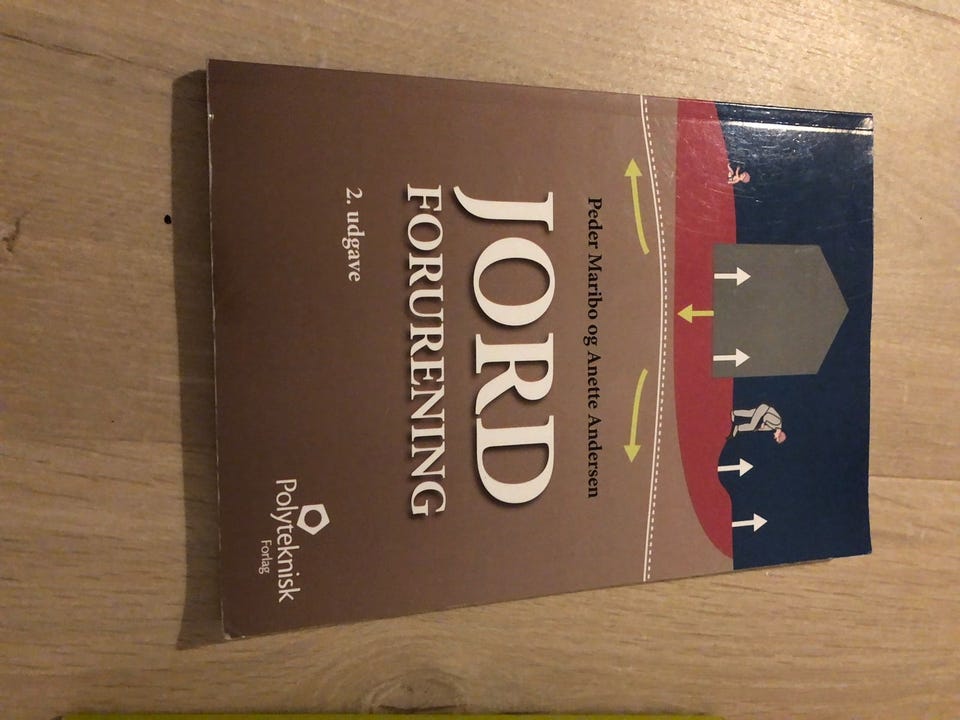 Peder Maribo og Anette Andersen
JORD
FORURENING
2. udgave
Polyteknisk
Forlag